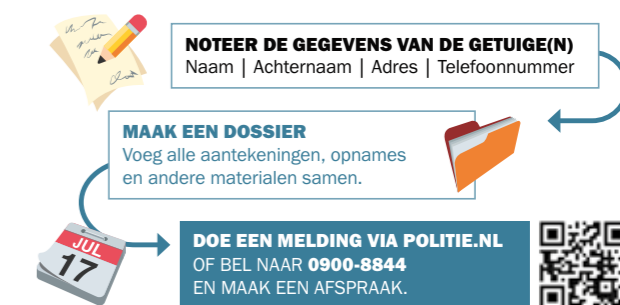 NOTEER DE GEGEVENS VAN DE GETUIGE(N)
Naam | Achternaam | Adres | Telefoonnummer
MAAK EEN DOSSIER
Voeg alle aantekeningen, opnames
en andere materialen samen.
JUL
17
DOE EEN MELDING VIA POLITIE.NL
OF BEL NAAR 0900-8844
EN MAAK EEN AFSPRAAK.